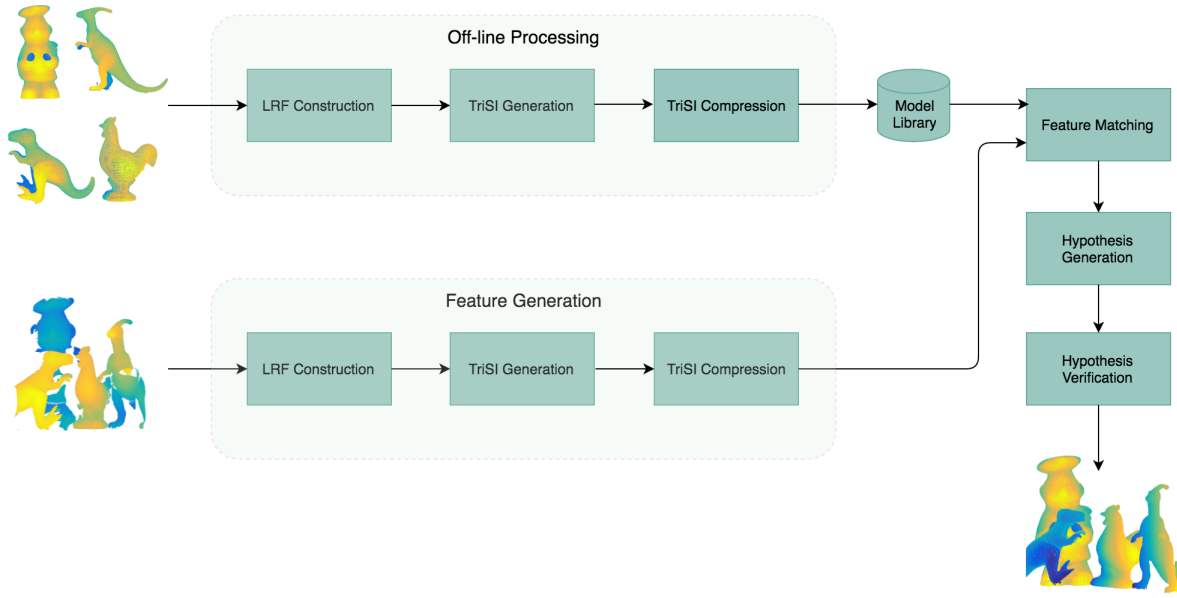 Off-line Processing
LRF Construction
TriSI Generation
TriSI Compression
Model
Library
Feature Matching
Hypothesis
Generation
Hypothesis
Verification
Feature Generation
LRF Construction
TriSI Generation
TriSI Compression